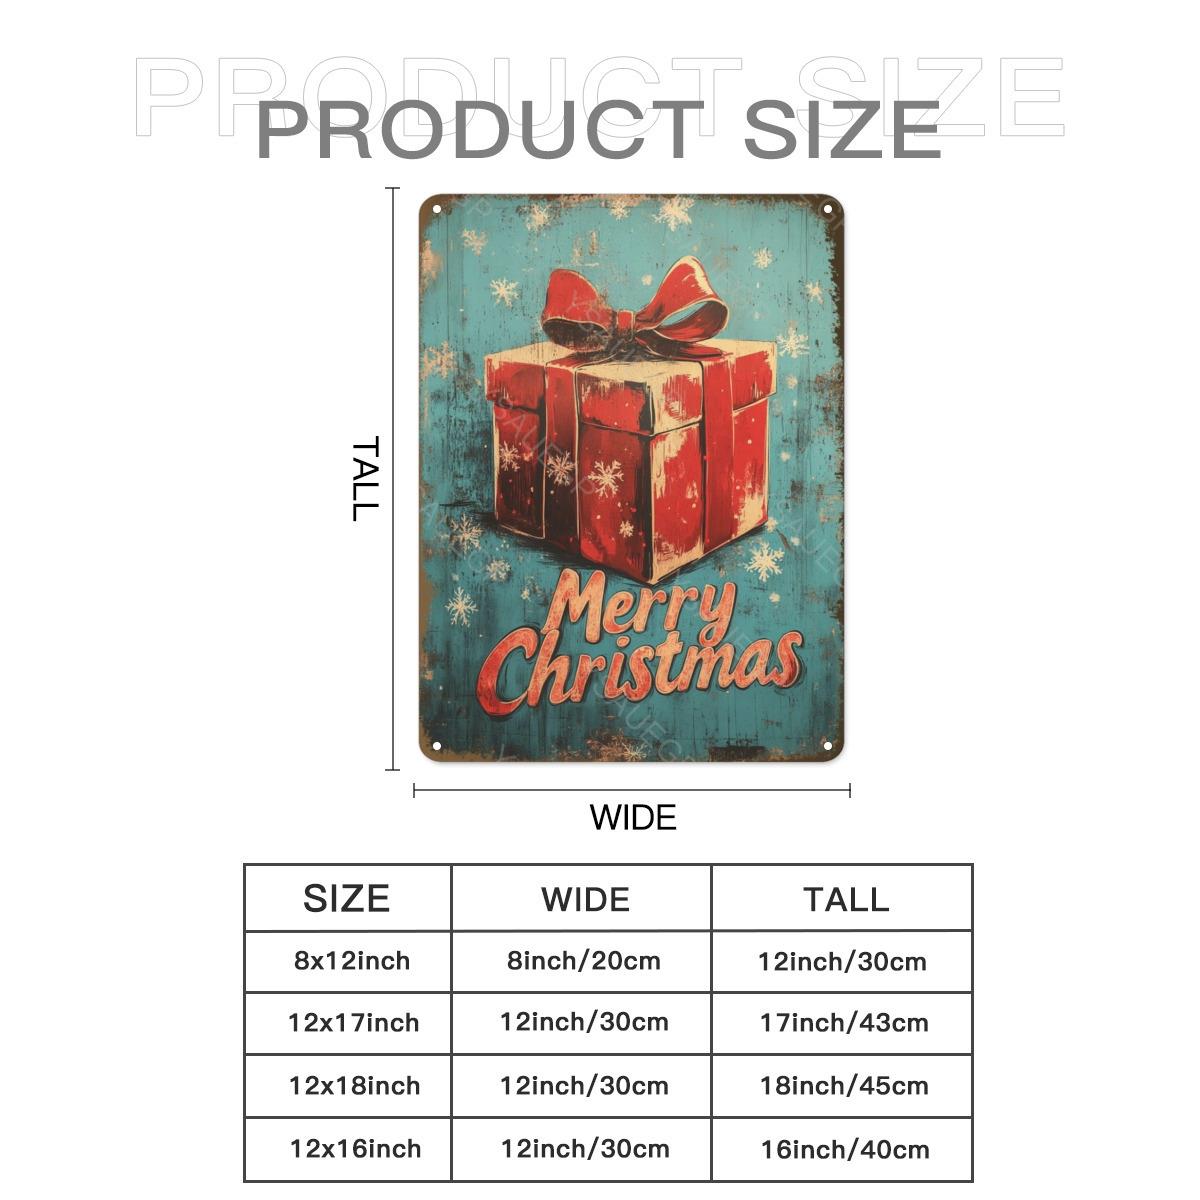 PRODUCT SIZE
PRODUCT SIZE
TALL
Merry
Christmas
WIDE
SIZE WIDE TALL
8x12inch 8inch/20cm 12inch/30cm
12x17inch 12inch/30cm 17inch/43cm
12x18inch 12inch/30cm 18inch/45cm
12x16inch 12inch/30cm 16inch/40cm